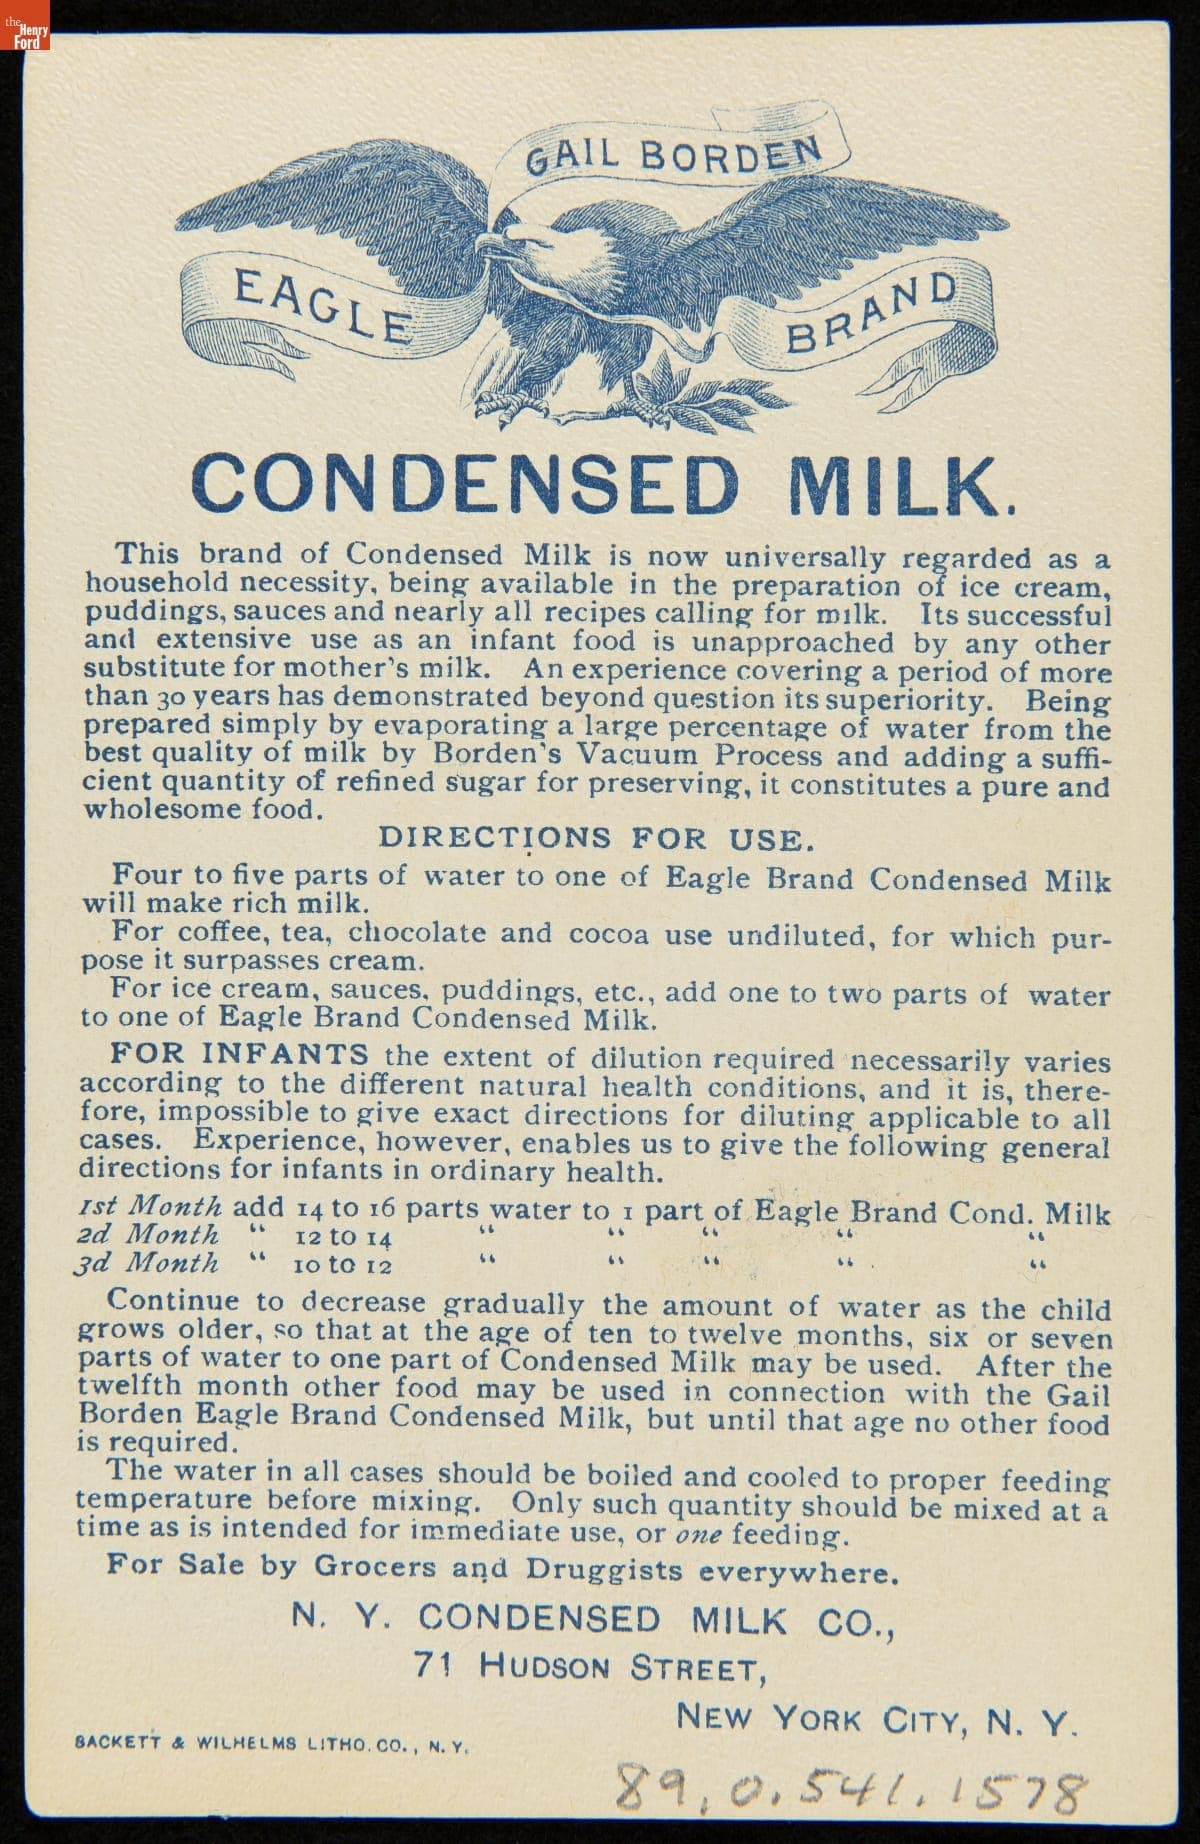 the
Henry
Ford
GAIL BORDEN
EAGLE
BRAND
CONDENSED MILK.
This brand of Condensed Milk is now universally regarded as a
household necessity, being available in the preparation of ice cream,
puddings, sauces and nearly all recipes calling for milk. Its successful
and extensive use as an infant food is unapproached by any other
substitute for mother's milk. An experience covering a period of more
than 30 years has demonstrated beyond question its superiority. Being
prepared simply by evaporating a large percentage of water from the
best quality of milk by Borden's Vacuum Process and adding a suffi-
cient quantity of refined sugar for preserving, it constitutes a pure and
wholesome food.
DIRECTIONS FOR USE.
Four to five parts of water to one of Eagle Brand Condensed Milk
will make rich milk.
For coffee, tea, chocolate and cocoa use undiluted, for which pur-
pose it surpasses cream.
For ice cream, sauces, puddings, etc., add one to two parts of water
to one of Eagle Brand Condensed Milk.
FOR INFANTS the extent of dilution required necessarily varies
according to the different natural health conditions, and it is, there-
fore, impossible to give exact directions for diluting applicable to all
cases. Experience, however, enables us to give the following general
directions for infants in ordinary health.
1st Month add 14 to 16 parts water to 1 part of Eagle Brand Cond. Milk
2d Month " 12 to 14 " " " " "
3d Month " 10 to 12 " " " " "
Continue to decrease gradually the amount of water as the child
grows older, so that at the age of ten to twelve months, six or seven
parts of water to one part of Condensed Milk may be used. After the
twelfth month other food may be used in connection with the Gail
Borden Eagle Brand Condensed Milk, but until that age no other food
is required.
The water in all cases should be boiled and cooled to proper feeding
temperature before mixing. Only such quantity should be mixed at a
time as is intended for immediate use, or one feeding.
For Sale by Grocers and Druggists everywhere.
N. Y. CONDENSED MILK CO.,
71 HUDSON STREET,
NEW YORK CITY, N. Y.
SACKETT & WILHELMS LITHO. CO., N. Y.
89.0.541.1578